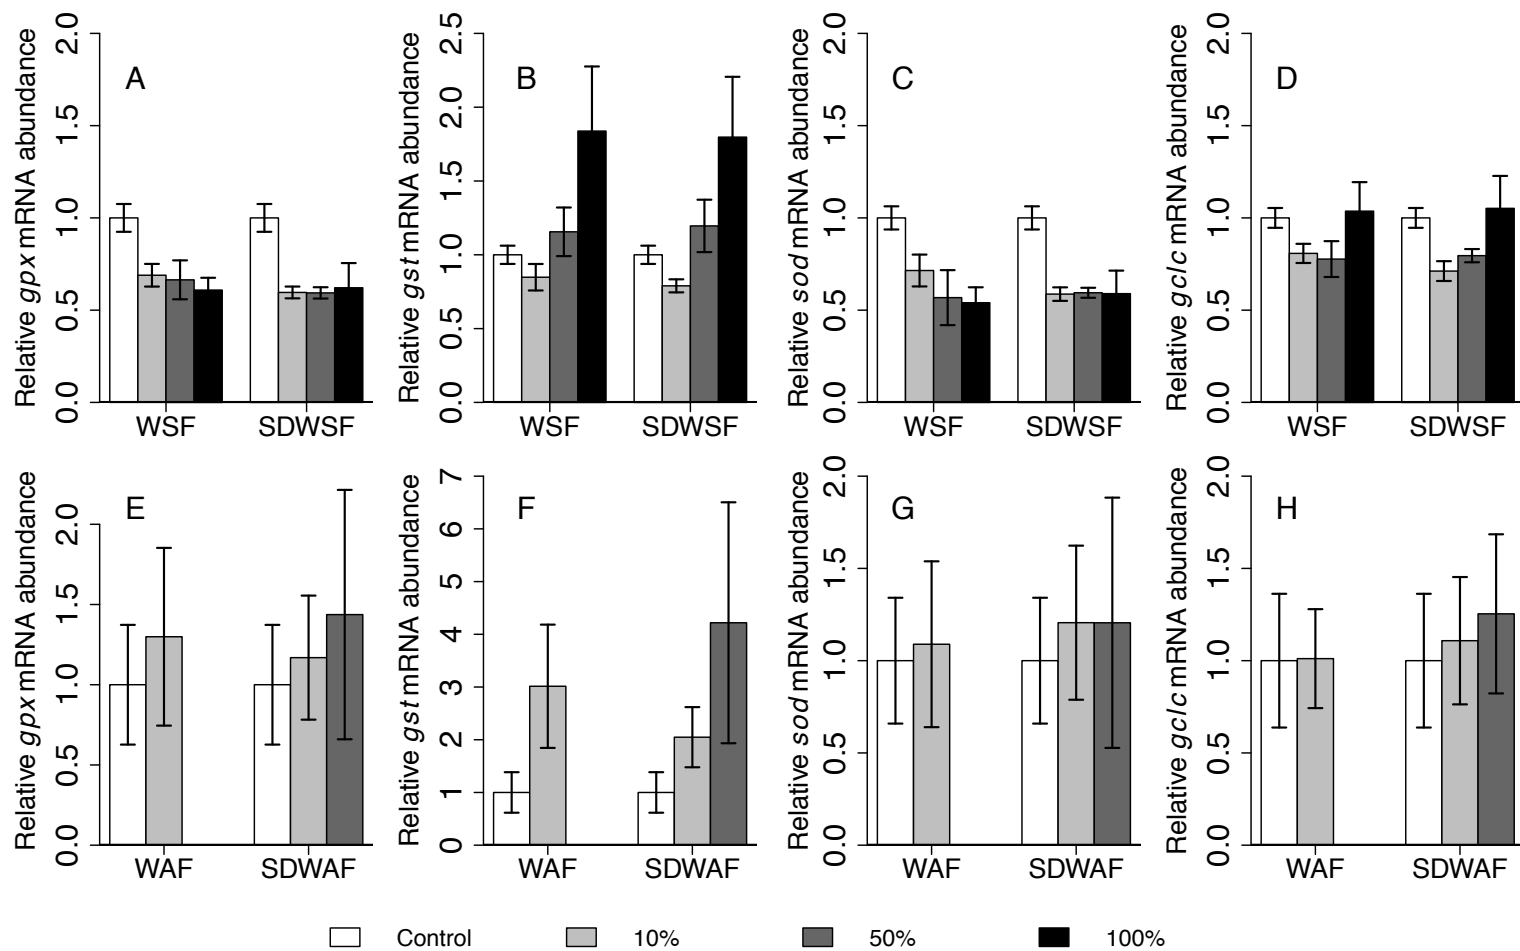 A
Relative gpx mRNA abundance
2.0
1.5
1.0
0.5
0.0
WSF
SDWSF
B
Relative gst mRNA abundance
2.5
2.0
1.5
1.0
0.5
0.0
WSF
SDWSF
C
Relative sod mRNA abundance
2.0
1.5
1.0
0.5
0.0
WSF
SDWSF
D
Relative gclc mRNA abundance
2.0
1.5
1.0
0.5
0.0
WSF
SDWSF
E
Relative gpx mRNA abundance
2.0
1.5
1.0
0.5
0.0
WAF
SDWAF
F
Relative gst mRNA abundance
7
6
5
4
3
2
1
0
WAF
SDWAF
G
Relative sod mRNA abundance
2.0
1.5
1.0
0.5
0.0
WAF
SDWAF
H
Relative gclc mRNA abundance
2.0
1.5
1.0
0.5
0.0
WAF
SDWAF
Control
10%
50%
100%